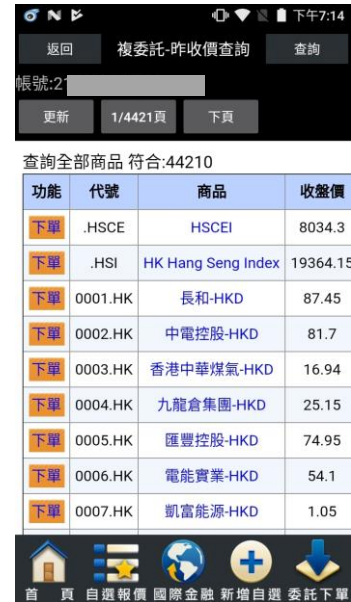 下午7:14
返回 複委託-昨收價查詢 查詢
帳號:21
更新 1/4421頁 下頁
查詢全部商品 符合:44210
功能 代號 商品 收盤價
下單 .HSCE HSCEI 8034.3
下單 .HSI HK Hang Seng Index 19364.15
下單 0001.HK 長和-HKD 87.45
下單 0002.HK 中電控股-HKD 81.7
下單 0003.HK 香港中華煤氣-HKD 16.94
下單 0004.HK 九龍倉集團-HKD 25.15
下單 0005.HK 匯豐控股-HKD 74.95
下單 0006.HK 電能實業-HKD 54.1
下單 0007.HK 凱富能源-HKD 1.05
首頁 自選報價 國際金融 新增自選 委託下單